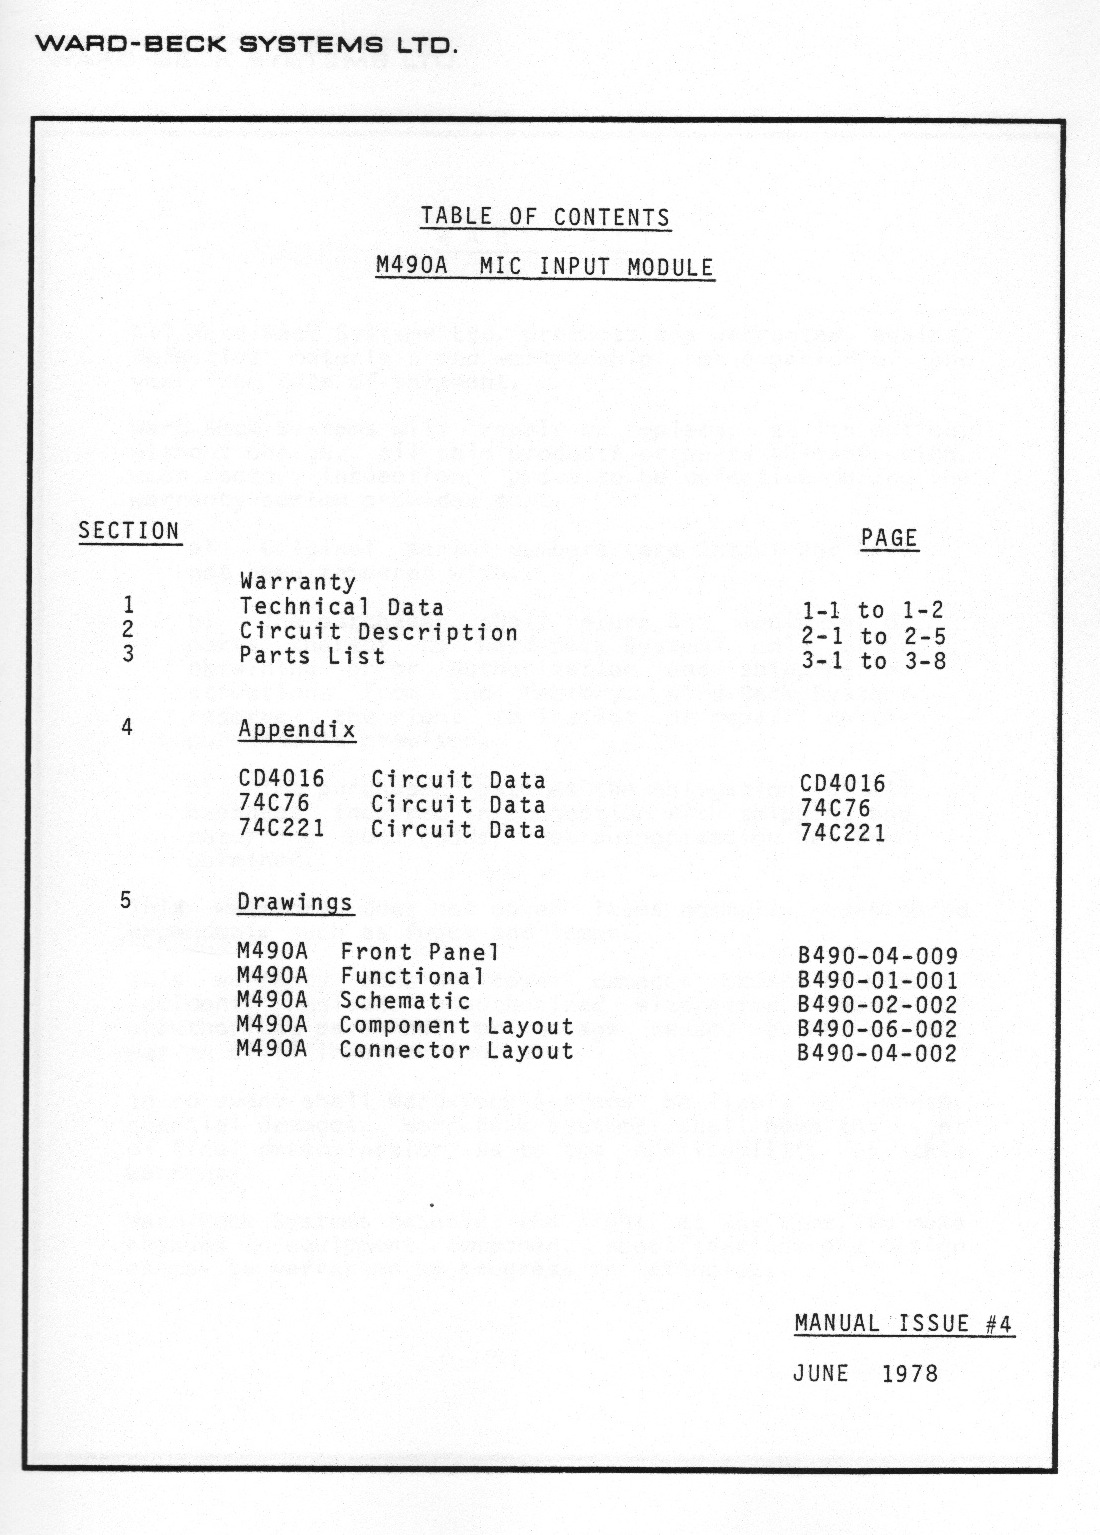 WARD-BECK SYSTEMS LTD.
TABLE OF CONTENTS
M490A MIC INPUT MODULE
SECTION PAGE
Warranty
1 Technical Data 1-1 to 1-2
2 Circuit Description 2-1 to 2-5
3 Parts List 3-1 to 3-8
4 Appendix
CD4016 Circuit Data CD4016
74C76 Circuit Data 74C76
74C221 Circuit Data 74C221
5 Drawings
M490A Front Panel B490-04-009
M490A Functional B490-01-001
M490A Schematic B490-02-002
M490A Component Layout B490-06-002
M490A Connector Layout B490-04-002
MANUAL ISSUE #4
JUNE 1978